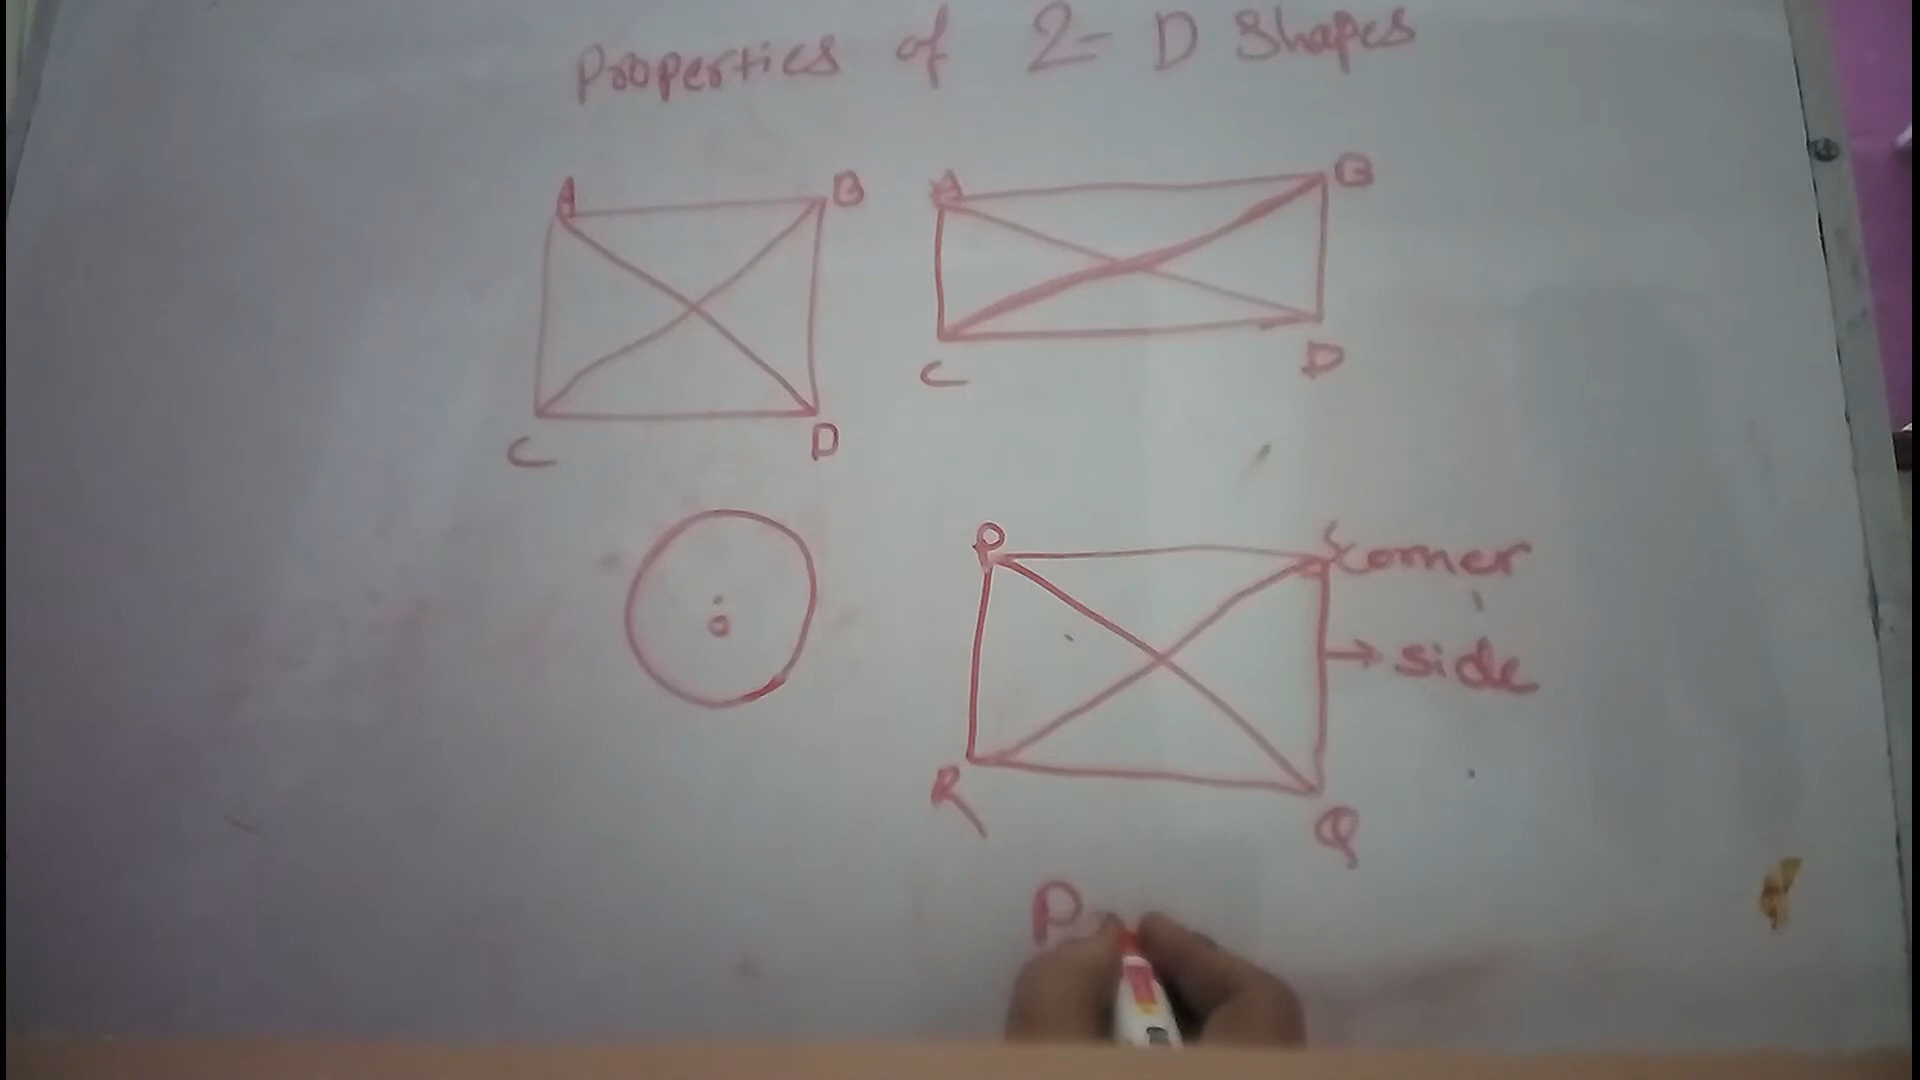 Properties of 2-D Shapes
A B
A B
C D
C D
o
P corner
side
R Q
P